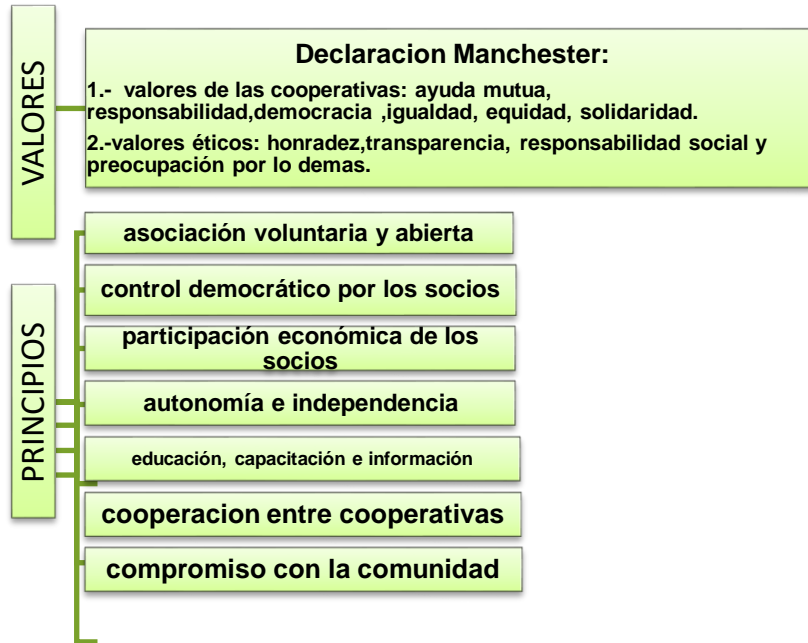 VALORES
Declaracion Manchester:
1.- valores de las cooperativas: ayuda mutua,
responsabilidad,democracia ,igualdad, equidad, solidaridad.
2.-valores éticos: honradez,transparencia, responsabilidad social y
preocupación por lo demas.
PRINCIPIOS
asociación voluntaria y abierta
control democrático por los socios
participación económica de los
socios
autonomía e independencia
educación, capacitación e información
cooperacion entre cooperativas
compromiso con la comunidad